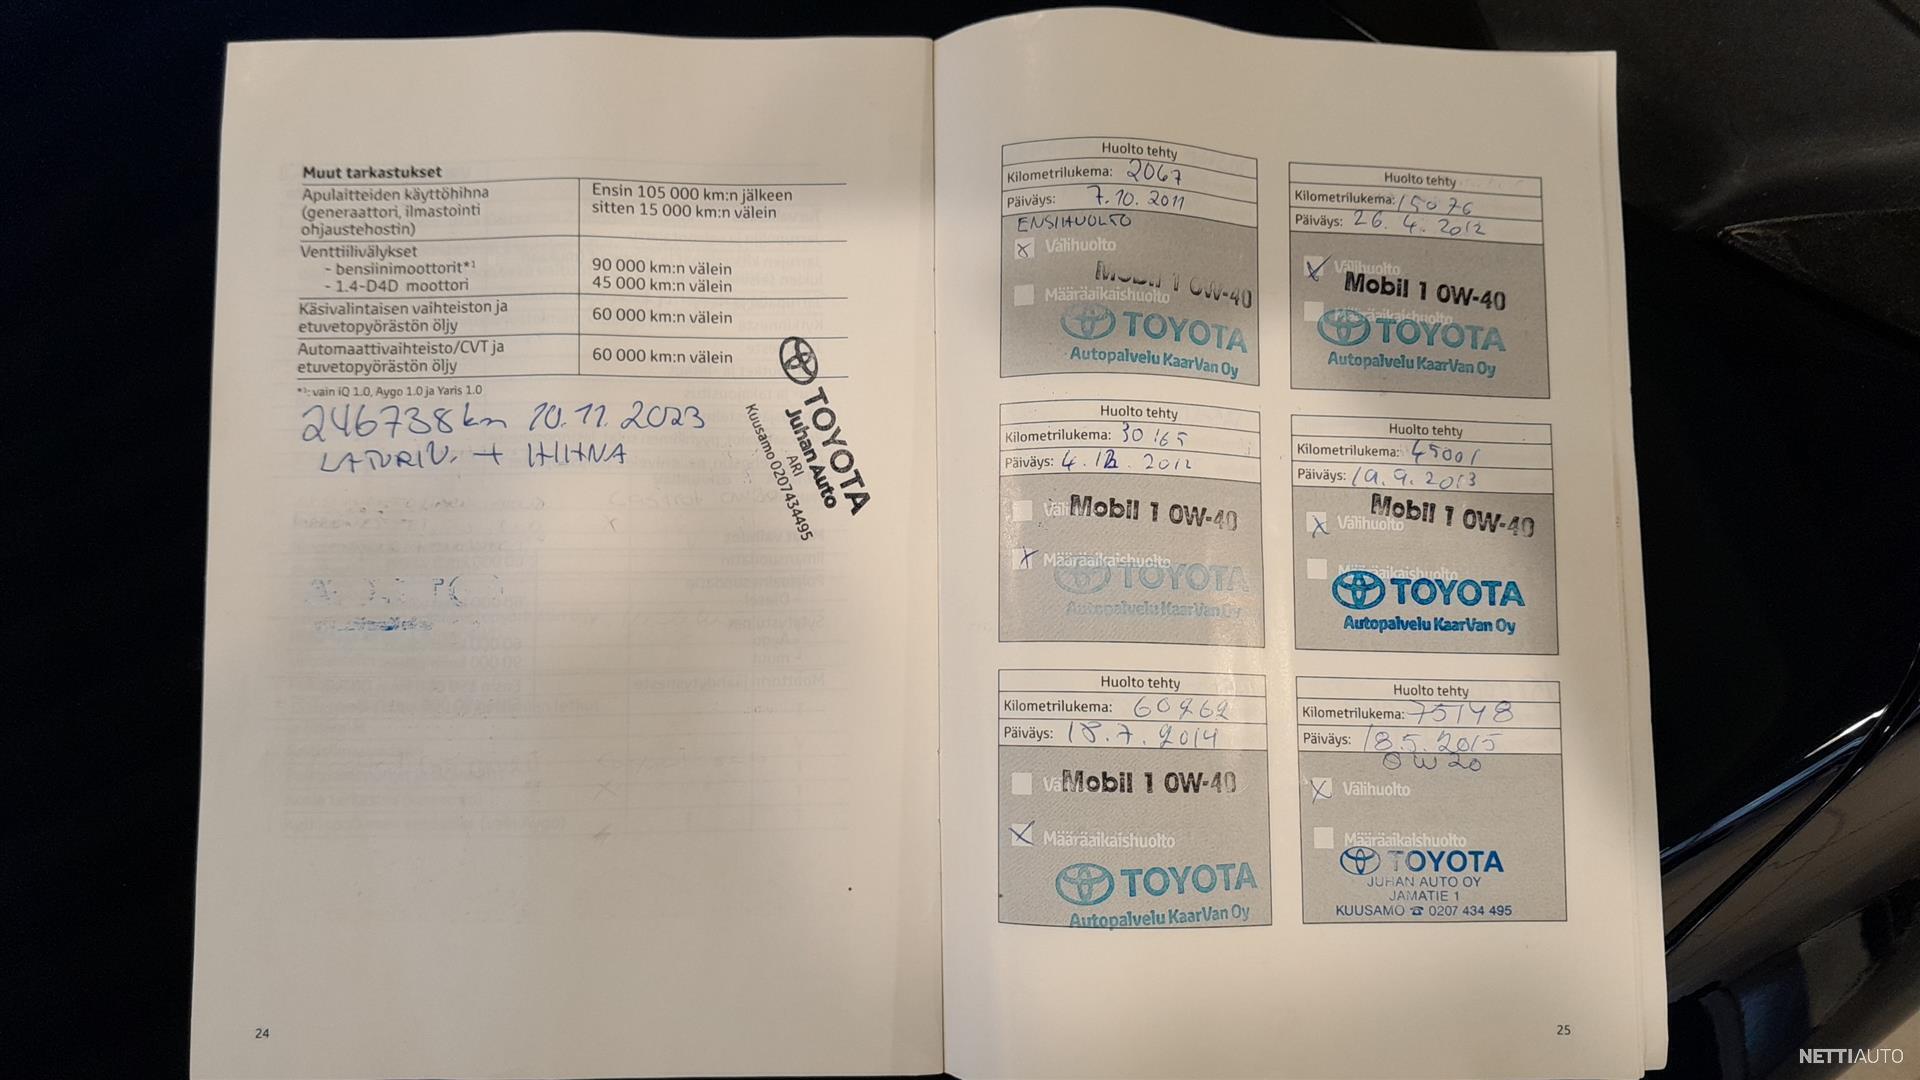 Muut tarkastukset
Apulaitteiden käyttöhihna
(generaattori, ilmastointi
ohjaustehostin)
Ensin 105 000 km:n jälkeen
sitten 15 000 km:n välein
Venttiilivälykset
- bensiinimoottorit*¹
90 000 km:n välein
- 1.4-D4D moottori
45 000 km:n välein
Käsivalintaisen vaihteiston ja
etuvetopyörästön öljy
60 000 km:n välein
Automaattivaihteisto/CVT ja
etuvetopyörästön öljy
60 000 km:n välein
*¹: vain iQ 1.0, Aygo 1.0 ja Yaris 1.0
246738 km 10.11.2023
LATURIN. + HIHNA
TOYOTA
Juhan Auto
ARI
Kuusamo 0207434495
24
Huolto tehty
Kilometrilukema: 2067
Päiväys: 7.10.2011
ENSIHUOLTO
x Välihuolto
Mobil 1 0W-40
Määräaikaishuolto
TOYOTA
Autopalvelu KaarVan Oy
Huolto tehty
Kilometrilukema: 15076
Päiväys: 26.4.2012
Välihuolto
Mobil 1 0W-40
Määräaikaishuolto
TOYOTA
Autopalvelu KaarVan Oy
Huolto tehty
Kilometrilukema: 30165
Päiväys: 4.12.2012
Mobil 1 0W-40
x Määräaikaishuolto
TOYOTA
Autopalvelu KaarVan Oy
Huolto tehty
Kilometrilukema: 45001
Päiväys: 19.9.2013
Mobil 1 0W-40
x Välihuolto
Määräaikaishuolto
TOYOTA
Autopalvelu KaarVan Oy
Huolto tehty
Kilometrilukema: 60262
Päiväys: 18.7.2014
Mobil 1 0W-40
x Määräaikaishuolto
TOYOTA
Autopalvelu KaarVan Oy
Huolto tehty
Kilometrilukema: 75148
Päiväys: 18.5.2015
0W20
x Välihuolto
Määräaikaishuolto
TOYOTA
JUHAN AUTO OY
JAMATIE 1
KUUSAMO ☎ 0207 434 495
25
NETTIAUTO